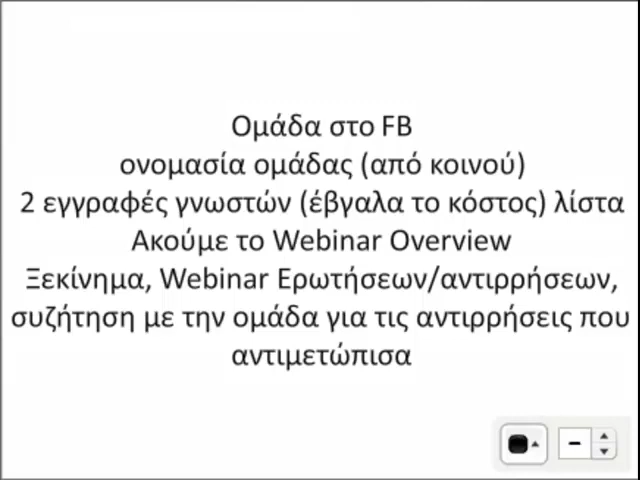 Ομάδα στο FB
ονομασία ομάδας (από κοινού)
2 εγγραφές γνωστών (έβγαλα το κόστος) λίστα
Ακούμε το Webinar Overview
Ξεκίνημα, Webinar Ερωτήσεων/αντιρρήσεων,
συζήτηση με την ομάδα για τις αντιρρήσεις που
αντιμετώπισα